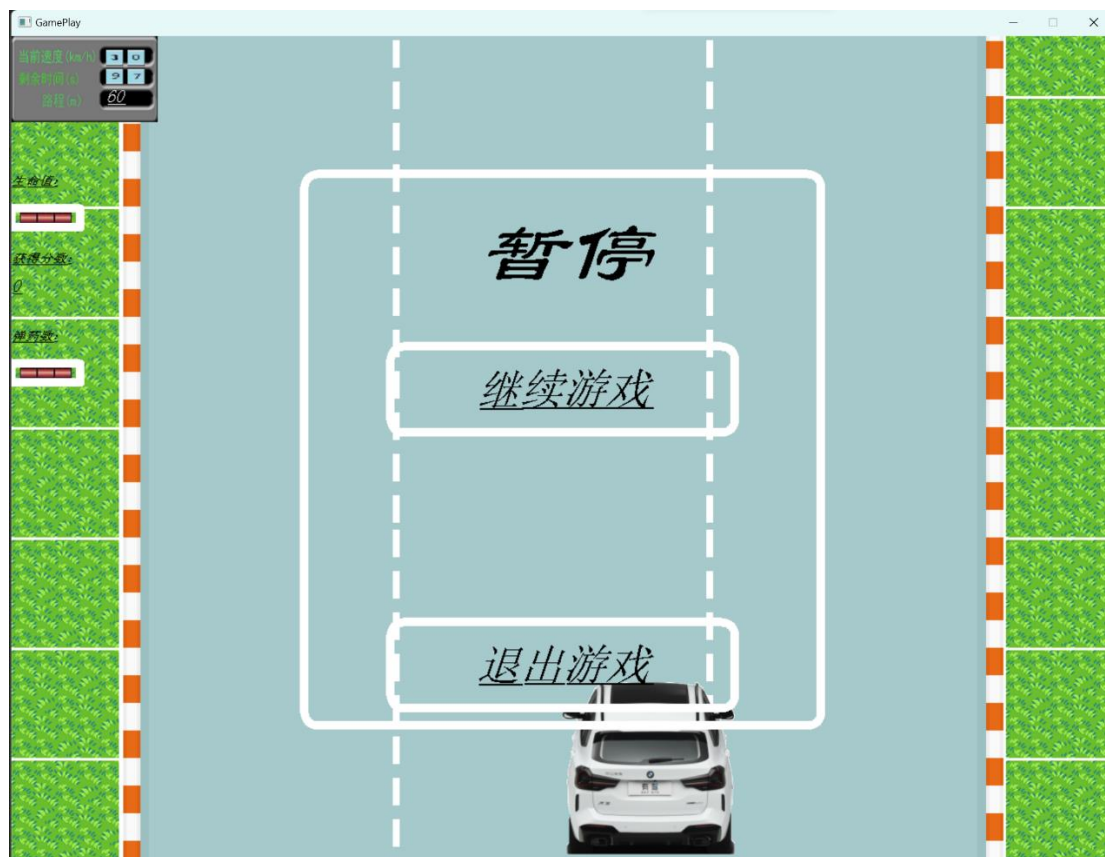 GamePlay
当前速度(km/h) 30
剩余时间(s) 97
路程(m) 60
生命值:
获得分数:
0
弹药数:
暂停
继续游戏
退出游戏